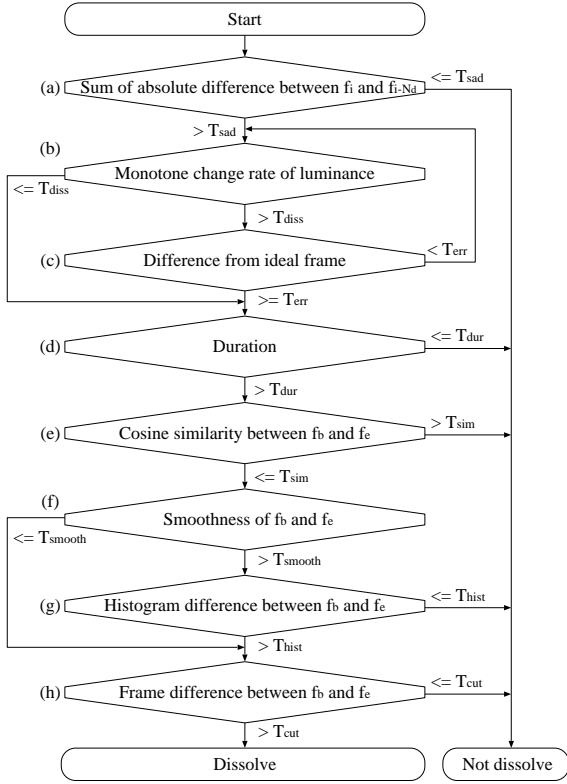 Start
(a) Sum of absolute difference between fi and fi-Nd <= Tsad
> Tsad
(b)
Monotone change rate of luminance
<= Tdiss
> Tdiss
(c) Difference from ideal frame < Terr
>= Terr
(d) Duration <= Tdur
> Tdur
(e) Cosine similarity between fb and fe > Tsim
<= Tsim
(f)
Smoothness of fb and fe
<= Tsmooth
> Tsmooth
(g) Histogram difference between fb and fe <= Thist
> Thist
(h) Frame difference between fb and fe <= Tcut
> Tcut
Dissolve Not dissolve